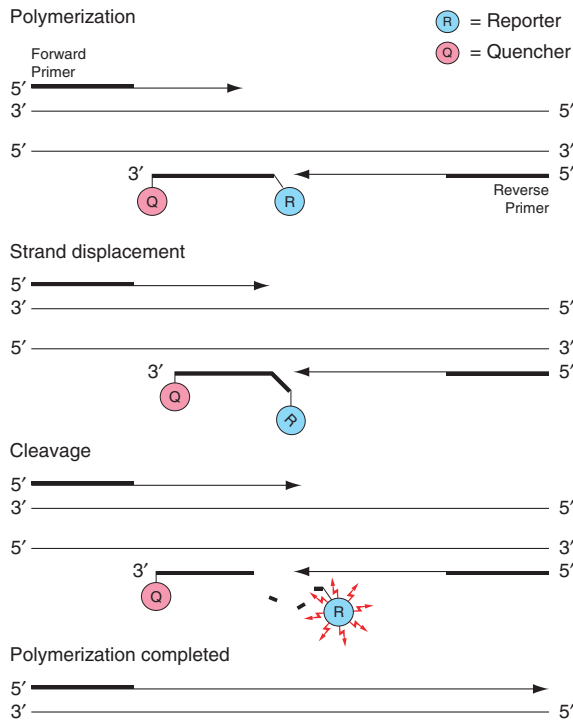 Polymerization
R = Reporter
Q = Quencher
Forward
Primer
5′
3′ 5′
5′ 3′
3′ 5′
Q R
Reverse
Primer
Strand displacement
5′
3′ 5′
5′ 3′
3′ 5′
Q R
Cleavage
5′
3′ 5′
5′ 3′
3′ 5′
Q R
Polymerization completed
5′
3′ 5′